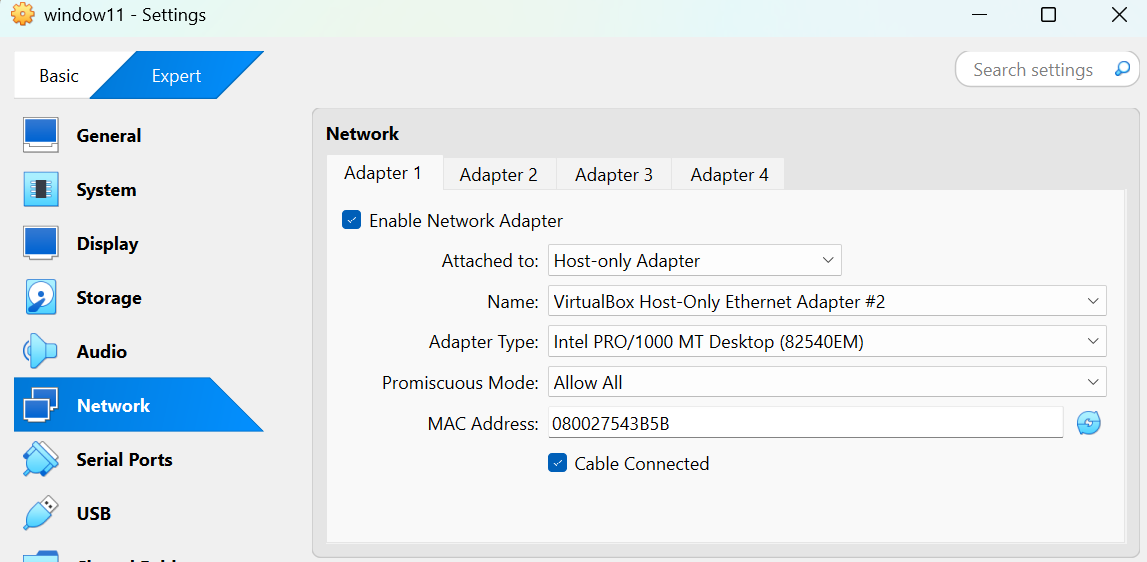 window11 - Settings
Basic
Expert
Search settings
General
System
Display
Storage
Audio
Network
Serial Ports
USB
Network
Adapter 1
Adapter 2
Adapter 3
Adapter 4
Enable Network Adapter
Attached to: Host-only Adapter
Name: VirtualBox Host-Only Ethernet Adapter #2
Adapter Type: Intel PRO/1000 MT Desktop (82540EM)
Promiscuous Mode: Allow All
MAC Address: 080027543B5B
Cable Connected